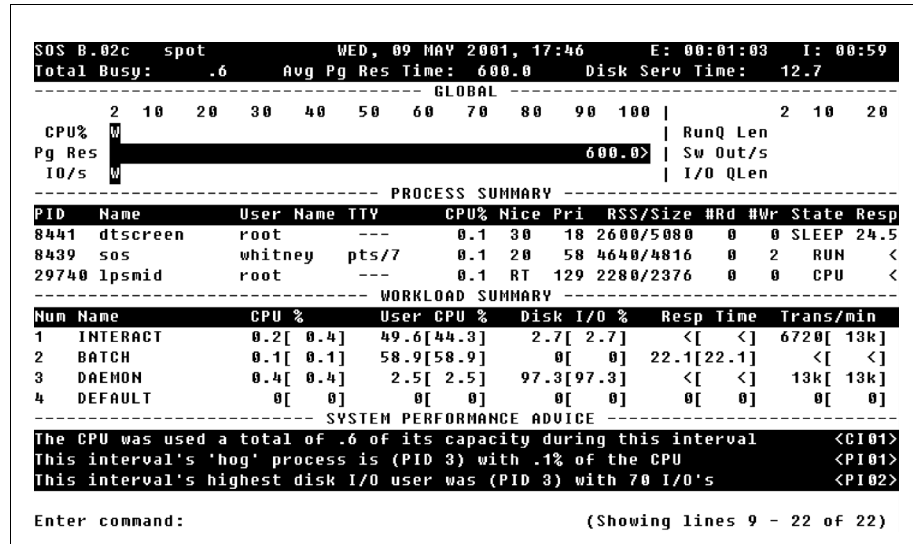 SOS B.02c spot WED, 09 MAY 2001, 17:46 E: 00:01:03 I: 00:59
Total Busy: .6 Avg Pg Res Time: 600.0 Disk Serv Time: 12.7
---------------------------------- GLOBAL ----------------------------------
2 10 20 30 40 50 60 70 80 90 100 | 2 10 20
CPU% W | RunQ Len
Pg Res 600.0> | Sw Out/s
IO/s W | I/O QLen
------------------------------ PROCESS SUMMARY ------------------------------
PID Name User Name TTY CPU% Nice Pri RSS/Size #Rd #Wr State Resp
8441 dtscreen root --- 0.1 30 18 2600/5080 0 0 SLEEP 24.5
8439 sos whitney pts/7 0.1 20 58 4640/4816 0 2 RUN <
29740 lpsmid root --- 0.1 RT 129 2280/2376 0 0 CPU <
------------------------------ WORKLOAD SUMMARY ------------------------------
Num Name CPU % User CPU % Disk I/O % Resp Time Trans/min
1 INTERACT 0.2[ 0.4] 49.6[44.3] 2.7[ 2.7] <[ <] 6720[ 13k]
2 BATCH 0.1[ 0.1] 58.9[58.9] 0[ 0] 22.1[22.1] <[ <]
3 DAEMON 0.4[ 0.4] 2.5[ 2.5] 97.3[97.3] <[ <] 13k[ 13k]
4 DEFAULT 0[ 0] 0[ 0] 0[ 0] 0[ 0] 0[ 0]
-------------------------- SYSTEM PERFORMANCE ADVICE --------------------------
The CPU was used a total of .6 of its capacity during this interval <CI01>
This interval's 'hog' process is (PID 3) with .1% of the CPU <PI01>
This interval's highest disk I/O user was (PID 3) with 70 I/O's <PI02>
Enter command: (Showing lines 9 - 22 of 22)